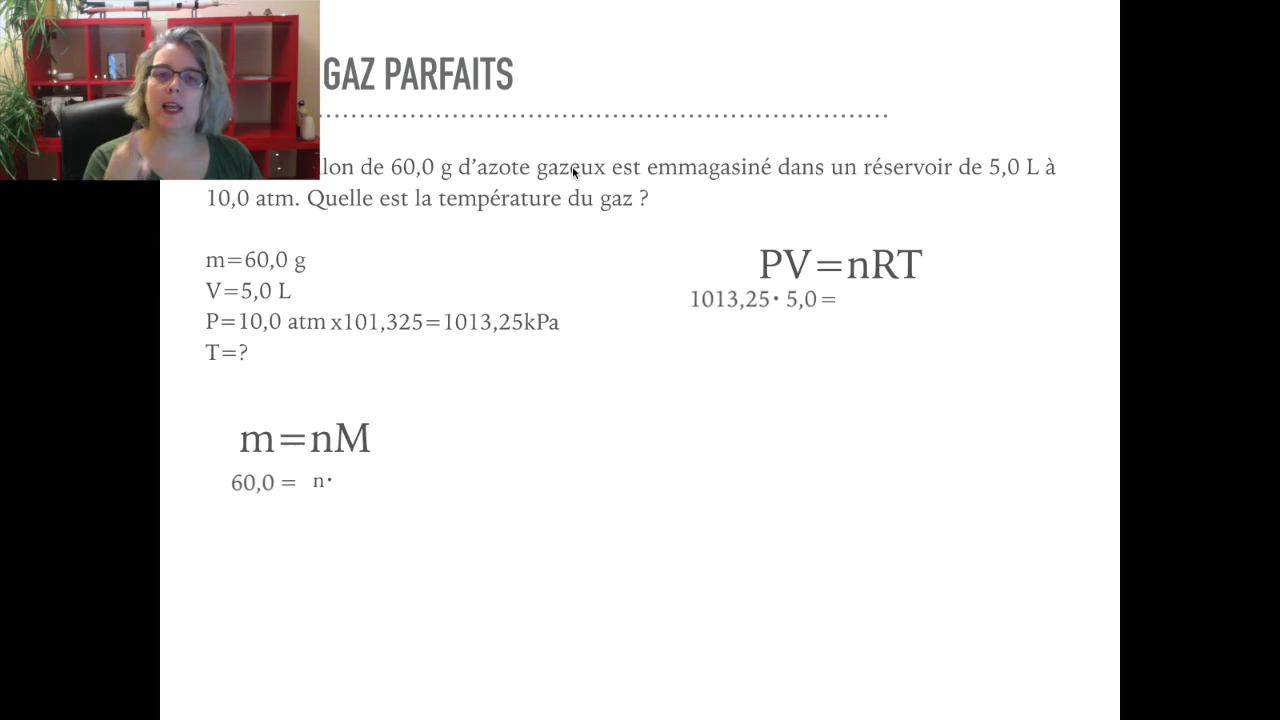 GAZ PARFAITS
lon de 60,0 g d’azote gazeux est emmagasiné dans un réservoir de 5,0 L à
10,0 atm. Quelle est la température du gaz ?
m=60,0 g
V=5,0 L
P=10,0 atm x101,325=1013,25kPa
T=?
PV=nRT
1013,25· 5,0 =
m=nM
60,0 = n·